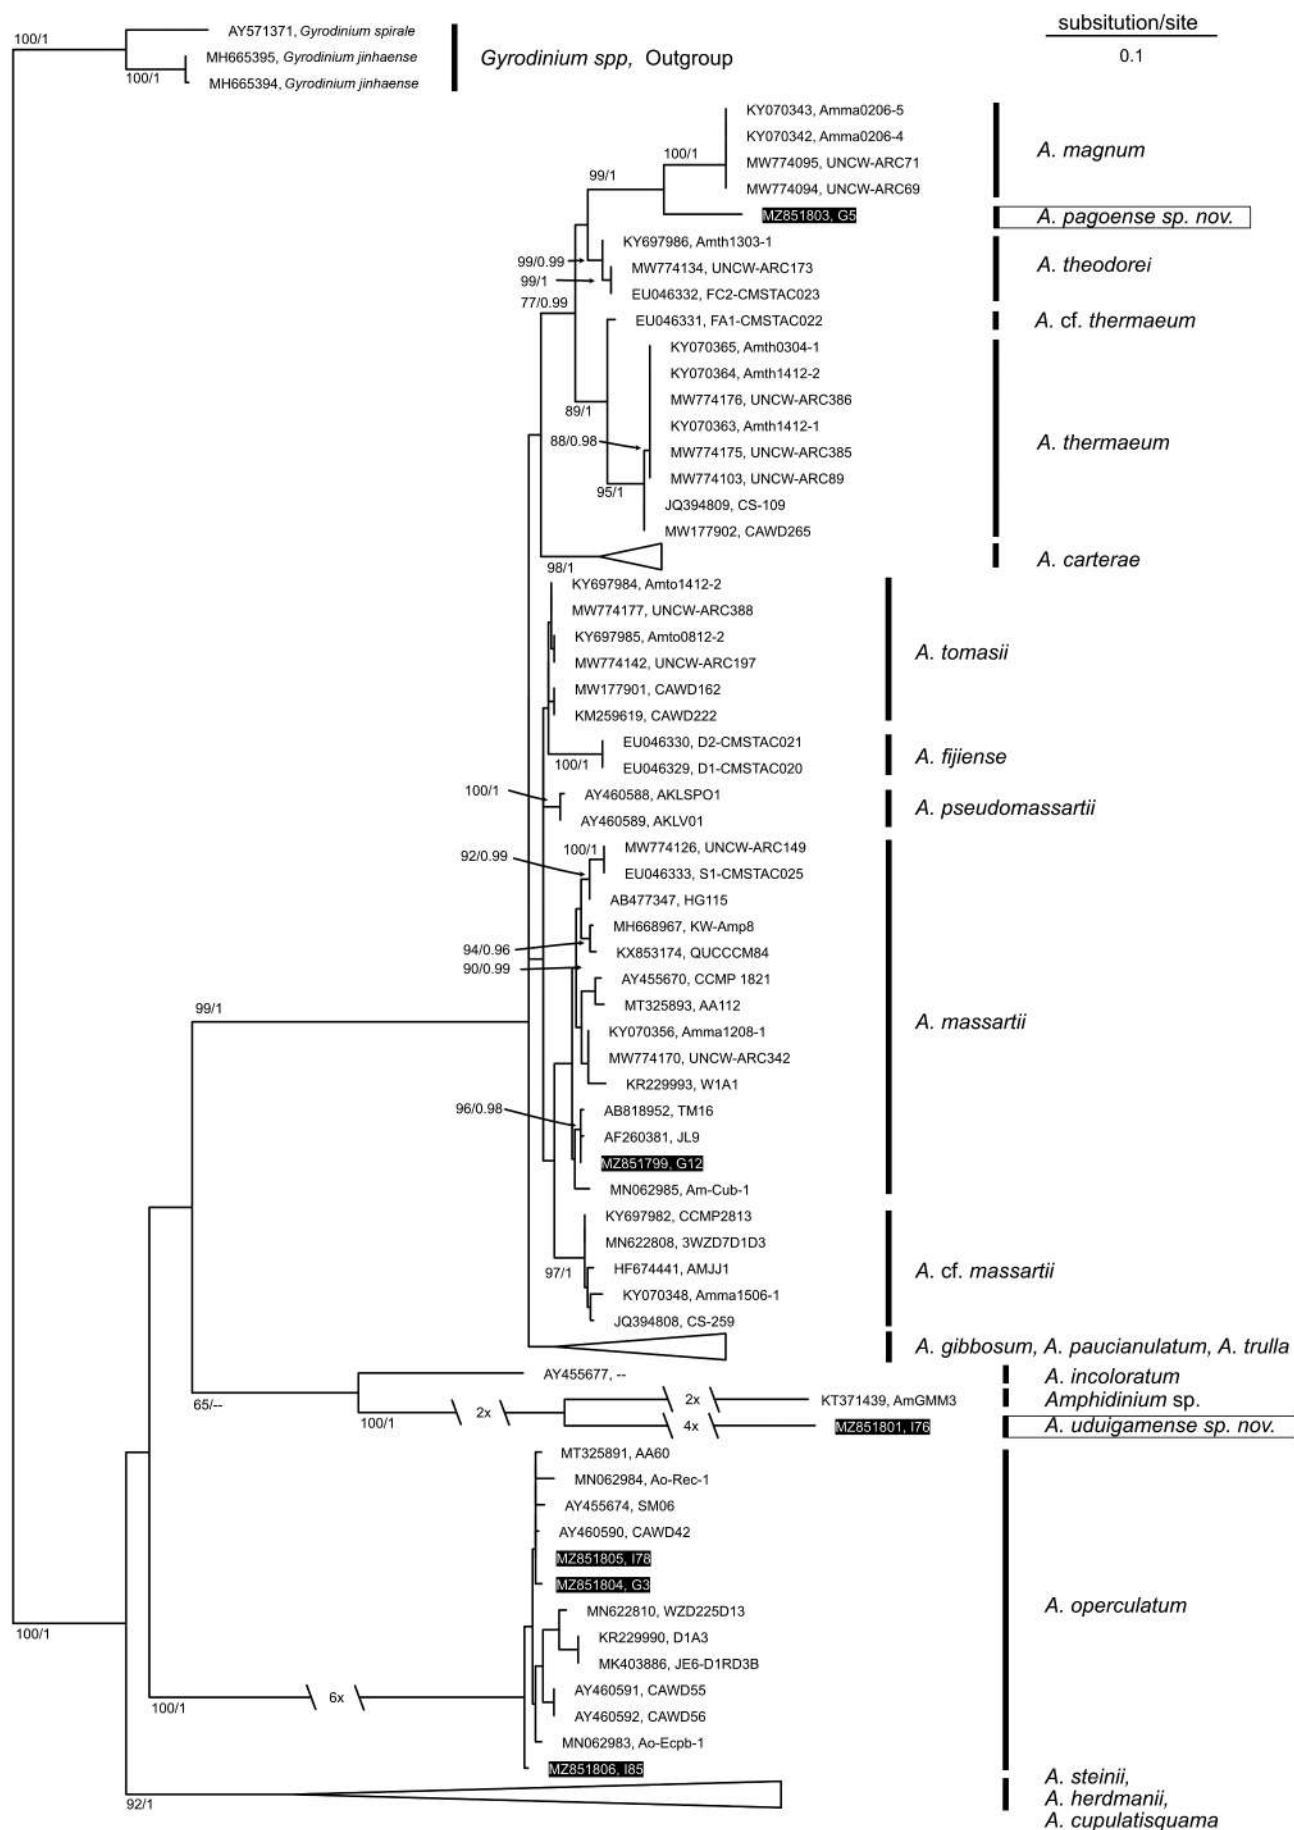 100/1
AY571371, Gyrodinium spirale
MH665395, Gyrodinium jinhaense
100/1
MH665394, Gyrodinium jinhaense
Gyrodinium spp, Outgroup
subsitution/site
0.1
KY070343, Amma0206-5
KY070342, Amma0206-4
100/1
MW774095, UNCW-ARC71
MW774094, UNCW-ARC69
A. magnum
99/1
MZ851803, G5
A. pagoense sp. nov.
KY697986, Amth1303-1
99/0.99
MW774134, UNCW-ARC173
99/1
EU046332, FC2-CMSTAC023
A. theodorei
77/0.99
EU046331, FA1-CMSTAC022
A. cf. thermaeum
KY070365, Amth0304-1
KY070364, Amth1412-2
MW774176, UNCW-ARC386
89/1
KY070363, Amth1412-1
88/0.98
MW774175, UNCW-ARC385
MW774103, UNCW-ARC89
95/1
JQ394809, CS-109
MW177902, CAWD265
A. thermaeum
98/1
A. carterae
KY697984, Amto1412-2
MW774177, UNCW-ARC388
KY697985, Amto0812-2
MW774142, UNCW-ARC197
MW177901, CAWD162
KM259619, CAWD222
A. tomasii
EU046330, D2-CMSTAC021
100/1
EU046329, D1-CMSTAC020
A. fijiense
100/1
AY460588, AKLSPO1
AY460589, AKLV01
A. pseudomassartii
100/1
MW774126, UNCW-ARC149
92/0.99
EU046333, S1-CMSTAC025
AB477347, HG115
MH668967, KW-Amp8
94/0.96
KX853174, QUCCCM84
90/0.99
AY455670, CCMP 1821
MT325893, AA112
KY070356, Amma1208-1
MW774170, UNCW-ARC342
KR229993, W1A1
96/0.98
AB818952, TM16
AF260381, JL9
MZ851799, G12
MN062985, Am-Cub-1
A. massartii
99/1
KY697982, CCMP2813
MN622808, 3WZD7D1D3
97/1
HF674441, AMJJ1
KY070348, Amma1506-1
JQ394808, CS-259
A. cf. massartii
A. gibbosum, A. paucianulatum, A. trulla
AY455677, --
A. incoloratum
65/--
100/1
2x
2x
KT371439, AmGMM3
Amphidinium sp.
4x
MZ851801, I76
A. uduigamense sp. nov.
MT325891, AA60
MN062984, Ao-Rec-1
AY455674, SM06
AY460590, CAWD42
MZ851805, I78
MZ851804, G3
MN622810, WZD225D13
KR229990, D1A3
MK403886, JE6-D1RD3B
AY460591, CAWD55
AY460592, CAWD56
MN062983, Ao-Ecpb-1
MZ851806, I85
A. operculatum
100/1
100/1
6x
92/1
A. steinii,
A. herdmanii,
A. cupulatisquama